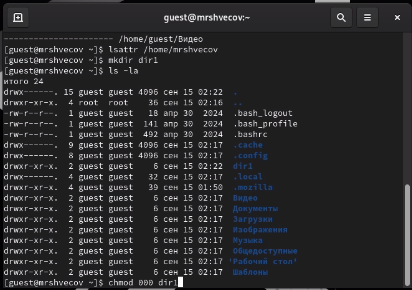 guest@mrshvecov:~
---------------------- /home/guest/Видео
[guest@mrshvecov ~]$ lsattr /home/mrshvecov
[guest@mrshvecov ~]$ mkdir dir1
[guest@mrshvecov ~]$ ls -la
итого 24
drwx------. 15 guest guest 4096 сен 15 02:22 .
drwxr-xr-x.  4 root  root    36 сен 15 02:16 ..
-rw-r--r--.  1 guest guest   18 апр 30  2024 .bash_logout
-rw-r--r--.  1 guest guest  141 апр 30  2024 .bash_profile
-rw-r--r--.  1 guest guest  492 апр 30  2024 .bashrc
drwx------.  9 guest guest 4096 сен 15 02:17 .cache
drwx------.  8 guest guest 4096 сен 15 02:17 .config
drwxr-xr-x.  2 guest guest    6 сен 15 02:22 dir1
drwx------.  4 guest guest   32 сен 15 02:17 .local
drwxr-xr-x.  4 guest guest   39 сен 15 01:50 .mozilla
drwxr-xr-x.  2 guest guest    6 сен 15 02:17 Видео
drwxr-xr-x.  2 guest guest    6 сен 15 02:17 Документы
drwxr-xr-x.  2 guest guest    6 сен 15 02:17 Загрузки
drwxr-xr-x.  2 guest guest    6 сен 15 02:17 Изображения
drwxr-xr-x.  2 guest guest    6 сен 15 02:17 Музыка
drwxr-xr-x.  2 guest guest    6 сен 15 02:17 Общедоступные
drwxr-xr-x.  2 guest guest    6 сен 15 02:17 'Рабочий стол'
drwxr-xr-x.  2 guest guest    6 сен 15 02:17 Шаблоны
[guest@mrshvecov ~]$ chmod 000 dir1